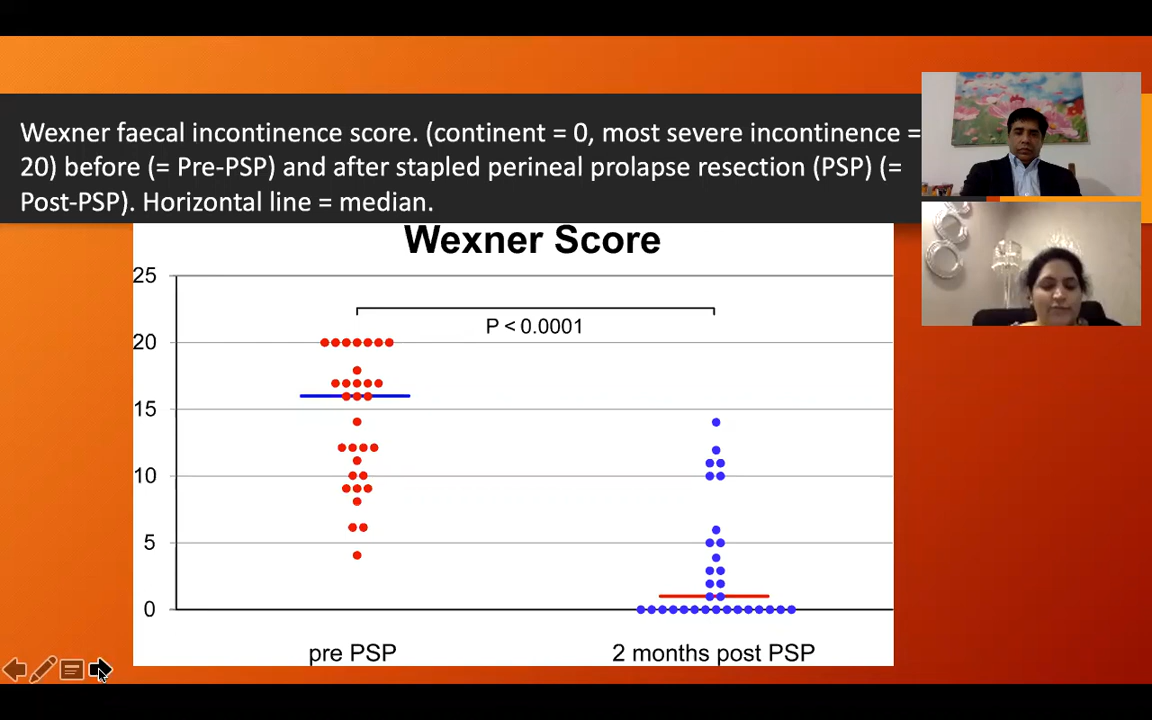 Wexner faecal incontinence score. (continent = 0, most severe incontinence =
20) before (= Pre-PSP) and after stapled perineal prolapse resection (PSP) (=
Post-PSP). Horizontal line = median.
Wexner Score
25
P < 0.0001
20
15
10
5
0
pre PSP
2 months post PSP